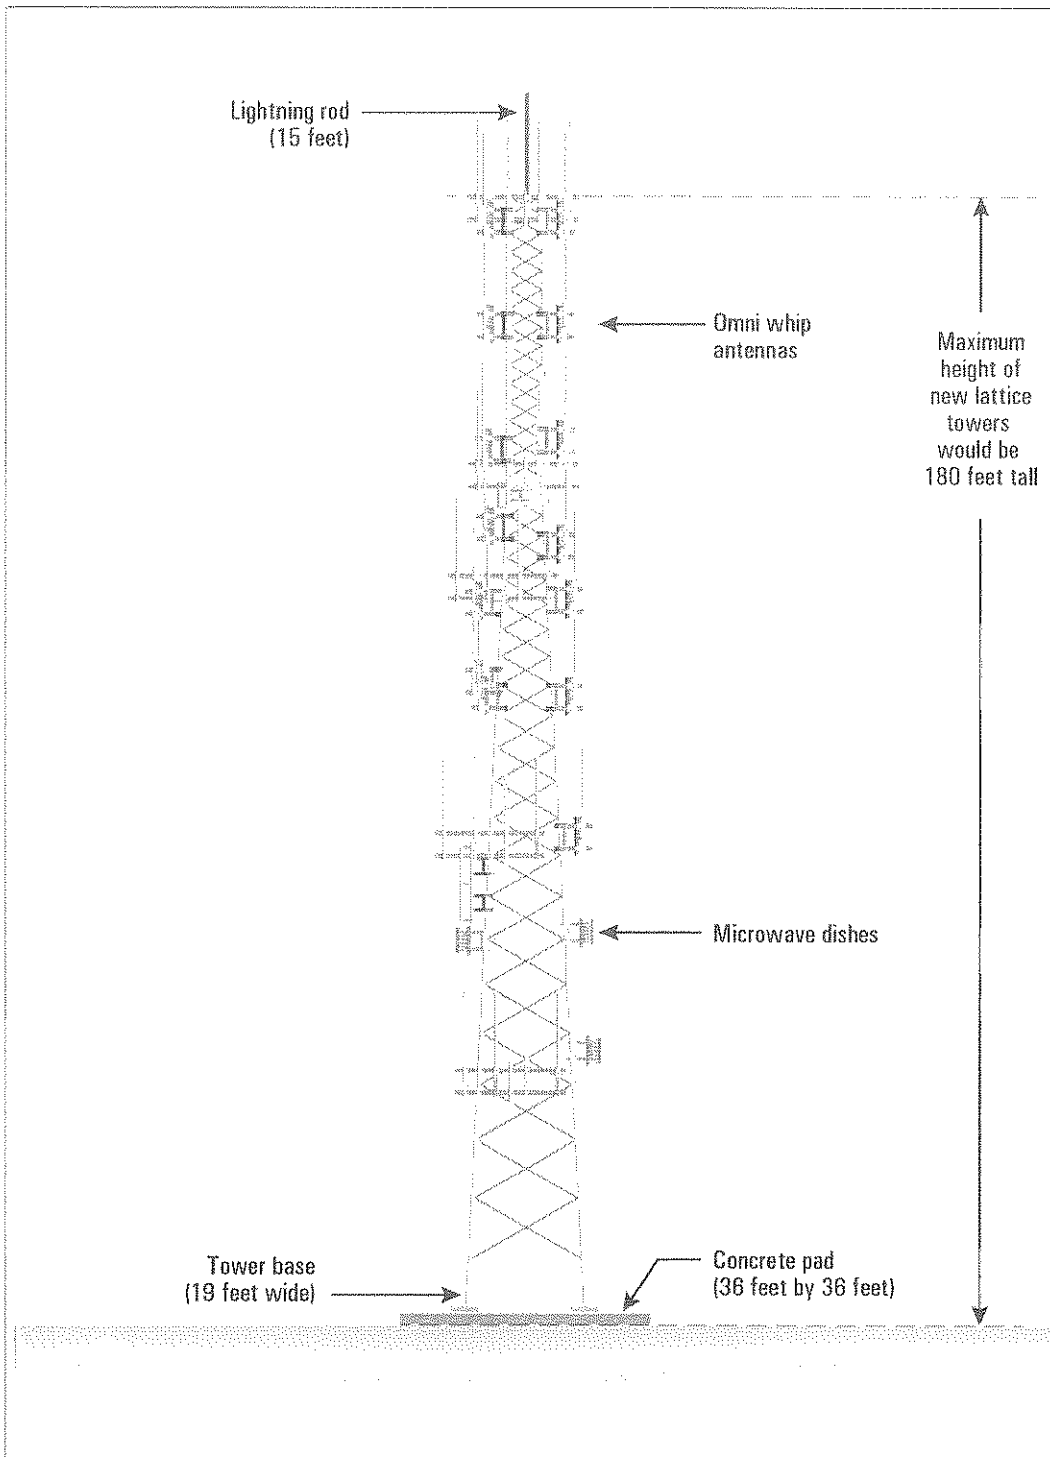 Lightning rod
(15 feet)
Omni whip
antennas
Maximum
height of
new lattice
towers
would be
180 feet tall
Microwave dishes
Tower base
(19 feet wide)
Concrete pad
(36 feet by 36 feet)